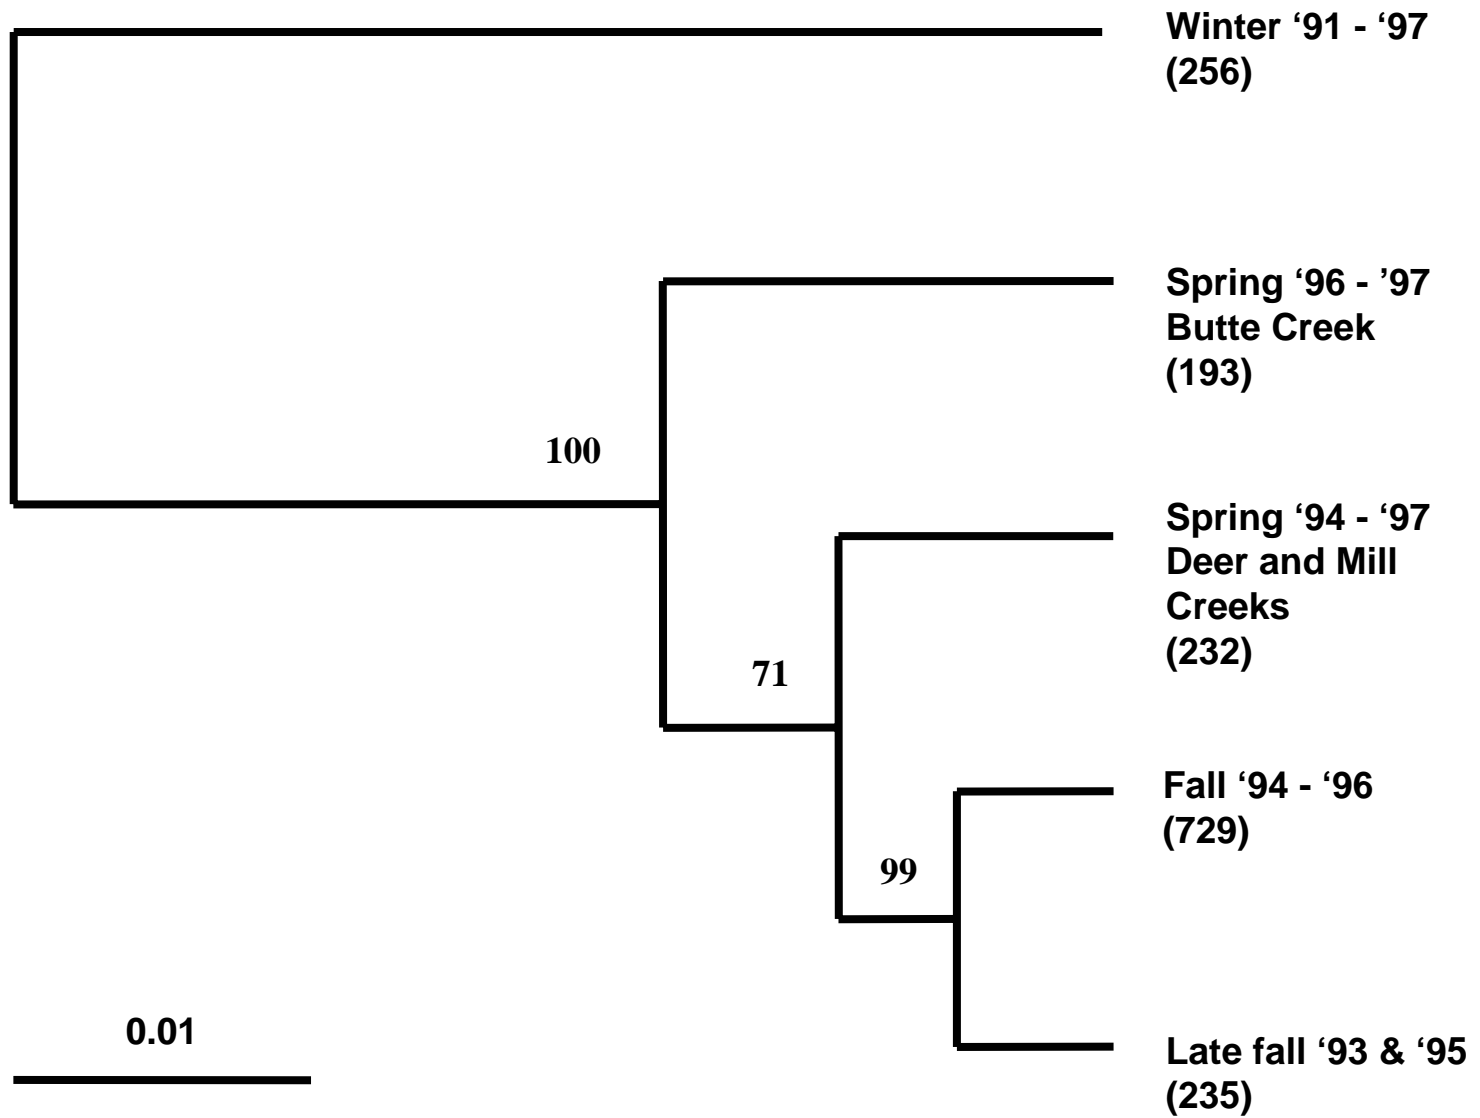 Winter ‘91 - ‘97
(256)
Spring ‘96 - ’97
Butte Creek
(193)
100
Spring ‘94 - ‘97
Deer and Mill
Creeks
(232)
71
Fall ‘94 - ‘96
(729)
99
0.01
Late fall ‘93 & ‘95
(235)